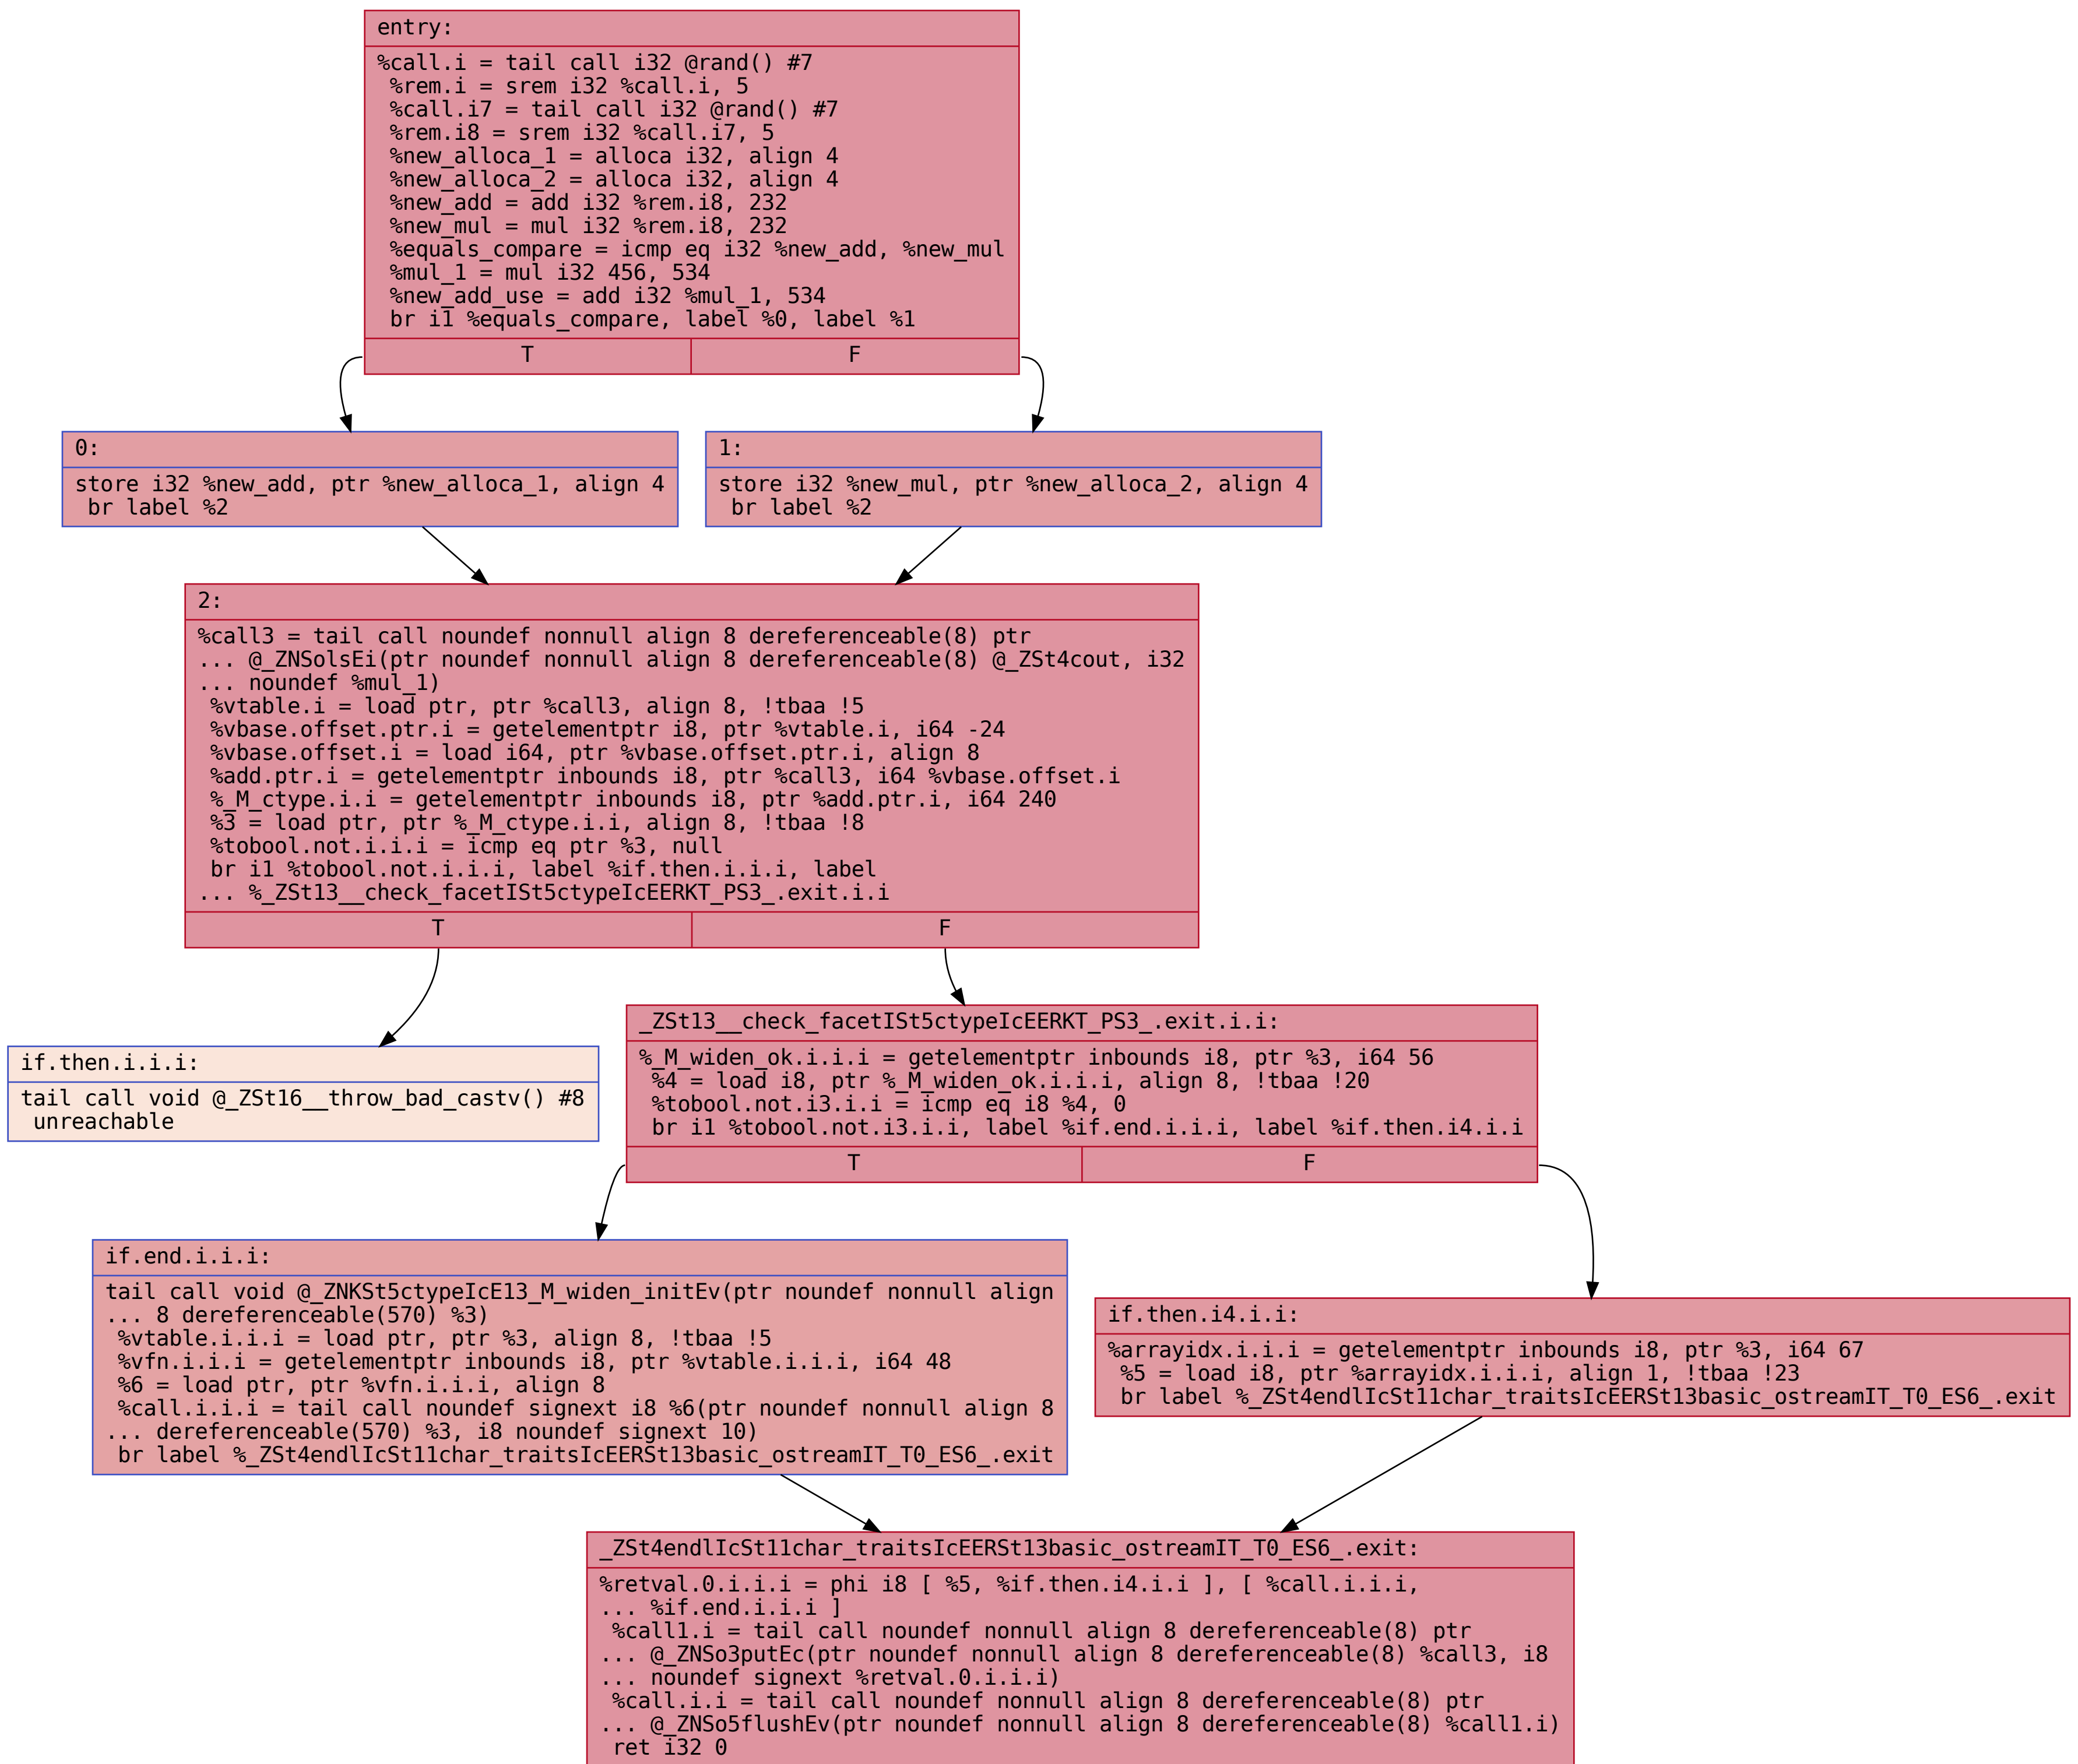 entry:
%call.i = tail call i32 @rand() #7
%rem.i = srem i32 %call.i, 5
%call.i7 = tail call i32 @rand() #7
%rem.i8 = srem i32 %call.i7, 5
%new_alloca_1 = alloca i32, align 4
%new_alloca_2 = alloca i32, align 4
%new_add = add i32 %rem.i8, 232
%new_mul = mul i32 %rem.i8, 232
%equals_compare = icmp eq i32 %new_add, %new_mul
%mul_1 = mul i32 456, 534
%new_add_use = add i32 %mul_1, 534
br i1 %equals_compare, label %0, label %1
T F
0:
store i32 %new_add, ptr %new_alloca_1, align 4
br label %2
1:
store i32 %new_mul, ptr %new_alloca_2, align 4
br label %2
2:
%call3 = tail call noundef nonnull align 8 dereferenceable(8) ptr
... @_ZNSolsEi(ptr noundef nonnull align 8 dereferenceable(8) @_ZSt4cout, i32
... noundef %mul_1)
%vtable.i = load ptr, ptr %call3, align 8, !tbaa !5
%vbase.offset.ptr.i = getelementptr i8, ptr %vtable.i, i64 -24
%vbase.offset.i = load i64, ptr %vbase.offset.ptr.i, align 8
%add.ptr.i = getelementptr inbounds i8, ptr %call3, i64 %vbase.offset.i
%_M_ctype.i.i = getelementptr inbounds i8, ptr %add.ptr.i, i64 240
%3 = load ptr, ptr %_M_ctype.i.i, align 8, !tbaa !8
%tobool.not.i.i.i = icmp eq ptr %3, null
br i1 %tobool.not.i.i.i, label %if.then.i.i.i, label
... %_ZSt13__check_facetISt5ctypeIcEERKT_PS3_.exit.i.i
T F
if.then.i.i.i:
tail call void @_ZSt16__throw_bad_castv() #8
unreachable
_ZSt13__check_facetISt5ctypeIcEERKT_PS3_.exit.i.i:
%_M_widen_ok.i.i.i = getelementptr inbounds i8, ptr %3, i64 56
%4 = load i8, ptr %_M_widen_ok.i.i.i, align 8, !tbaa !20
%tobool.not.i3.i.i = icmp eq i8 %4, 0
br i1 %tobool.not.i3.i.i, label %if.end.i.i.i, label %if.then.i4.i.i
T F
if.end.i.i.i:
tail call void @_ZNKSt5ctypeIcE13_M_widen_initEv(ptr noundef nonnull align
... 8 dereferenceable(570) %3)
%vtable.i.i.i = load ptr, ptr %3, align 8, !tbaa !5
%vfn.i.i.i = getelementptr inbounds i8, ptr %vtable.i.i.i, i64 48
%6 = load ptr, ptr %vfn.i.i.i, align 8
%call.i.i.i = tail call noundef signext i8 %6(ptr noundef nonnull align 8
... dereferenceable(570) %3, i8 noundef signext 10)
br label %_ZSt4endlIcSt11char_traitsIcEERSt13basic_ostreamIT_T0_ES6_.exit
if.then.i4.i.i:
%arrayidx.i.i.i = getelementptr inbounds i8, ptr %3, i64 67
%5 = load i8, ptr %arrayidx.i.i.i, align 1, !tbaa !23
br label %_ZSt4endlIcSt11char_traitsIcEERSt13basic_ostreamIT_T0_ES6_.exit
_ZSt4endlIcSt11char_traitsIcEERSt13basic_ostreamIT_T0_ES6_.exit:
%retval.0.i.i.i = phi i8 [ %5, %if.then.i4.i.i ], [ %call.i.i.i,
... %if.end.i.i.i ]
%call1.i = tail call noundef nonnull align 8 dereferenceable(8) ptr
... @_ZNSo3putEc(ptr noundef nonnull align 8 dereferenceable(8) %call3, i8
... noundef signext %retval.0.i.i.i)
%call.i.i = tail call noundef nonnull align 8 dereferenceable(8) ptr
... @_ZNSo5flushEv(ptr noundef nonnull align 8 dereferenceable(8) %call1.i)
ret i32 0